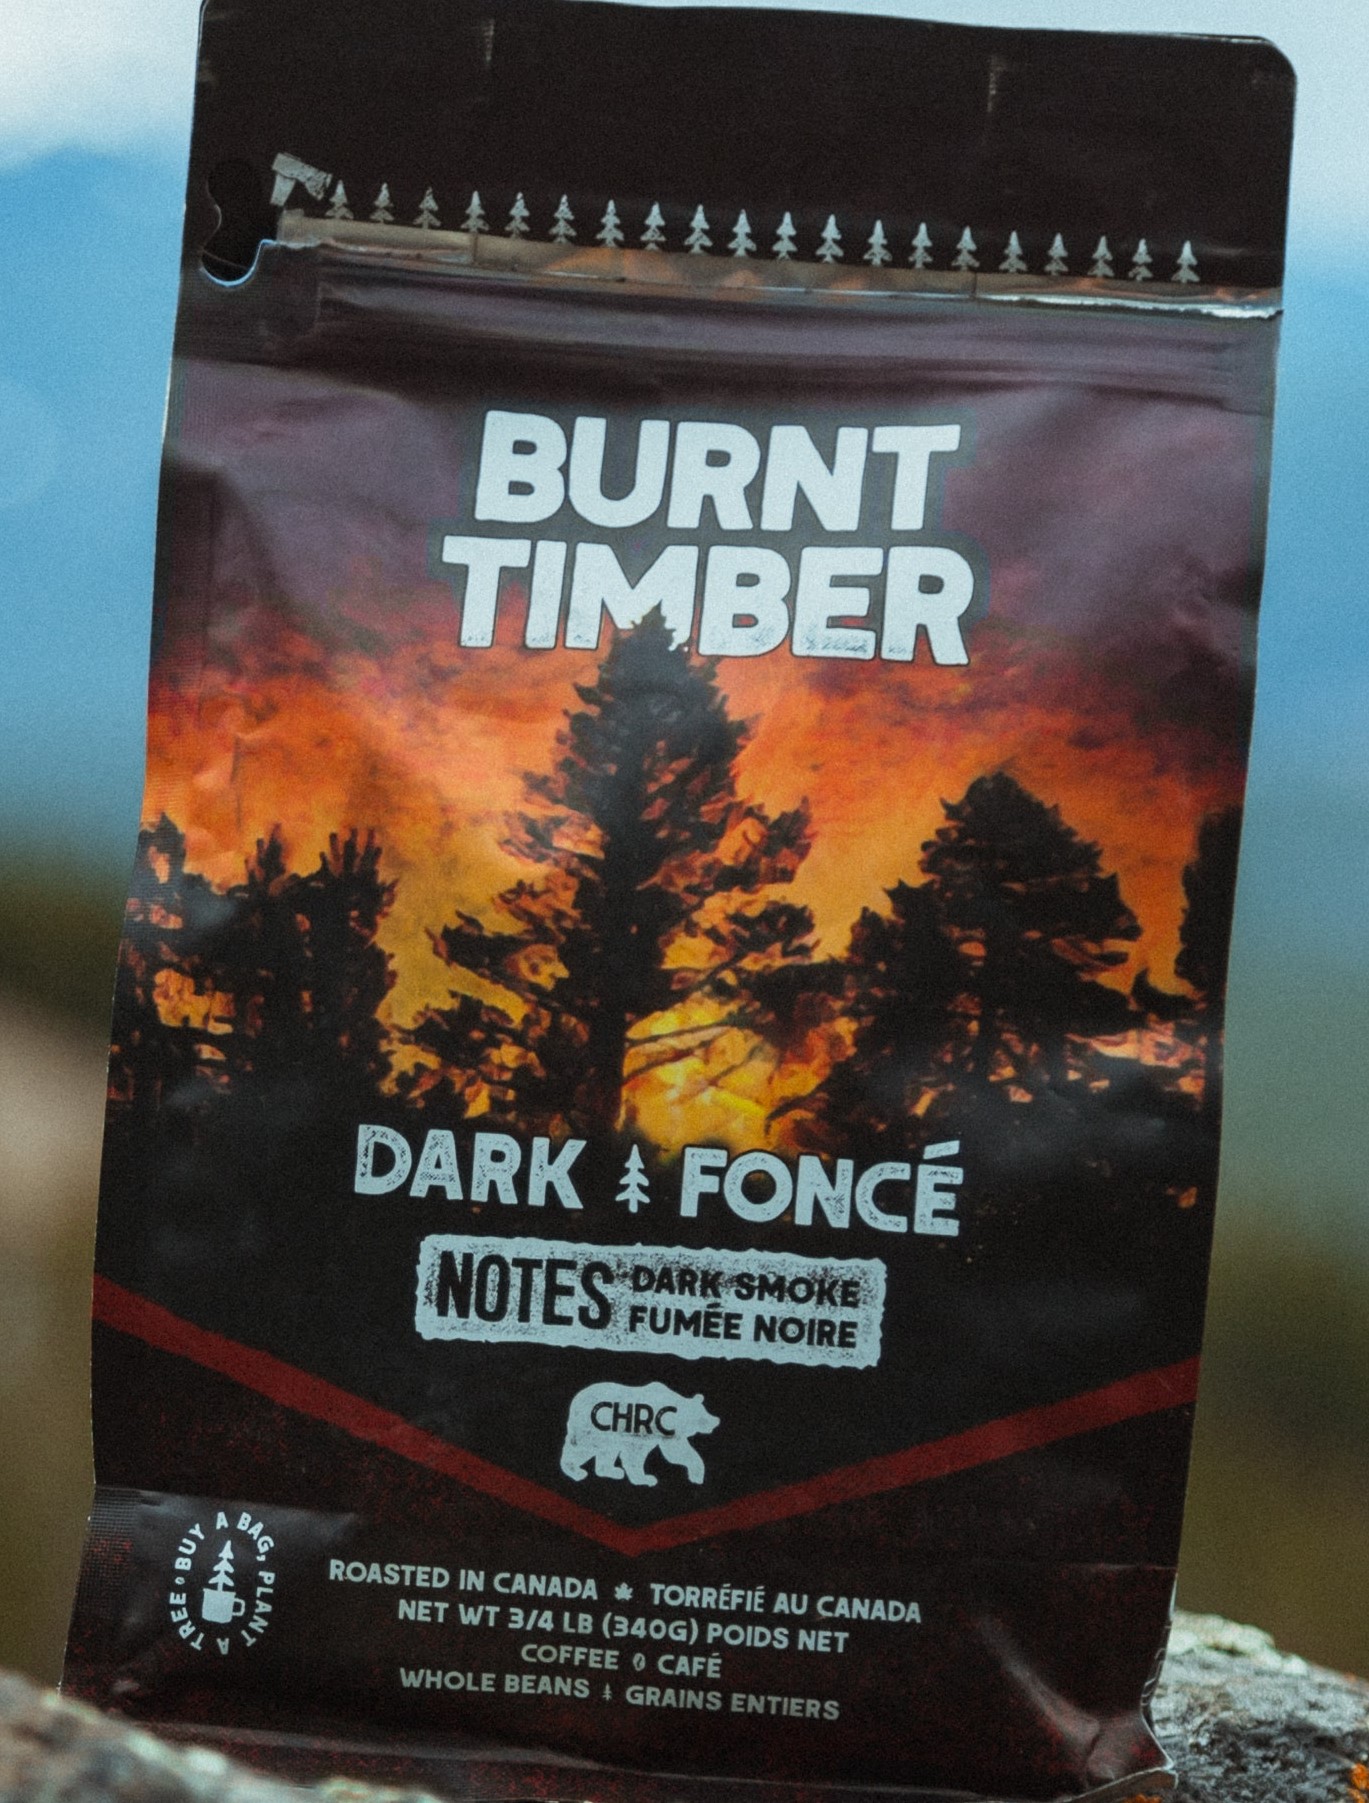 BURNT
TIMBER
DARK FONCÉ
NOTES DARK SMOKE
FUMÉE NOIRE
CHRC
BUY A BAG, PLANT A TREE
ROASTED IN CANADA TORRÉFIÉ AU CANADA
NET WT 3/4 LB (340G) POIDS NET
COFFEE CAFÉ
WHOLE BEANS GRAINS ENTIERS